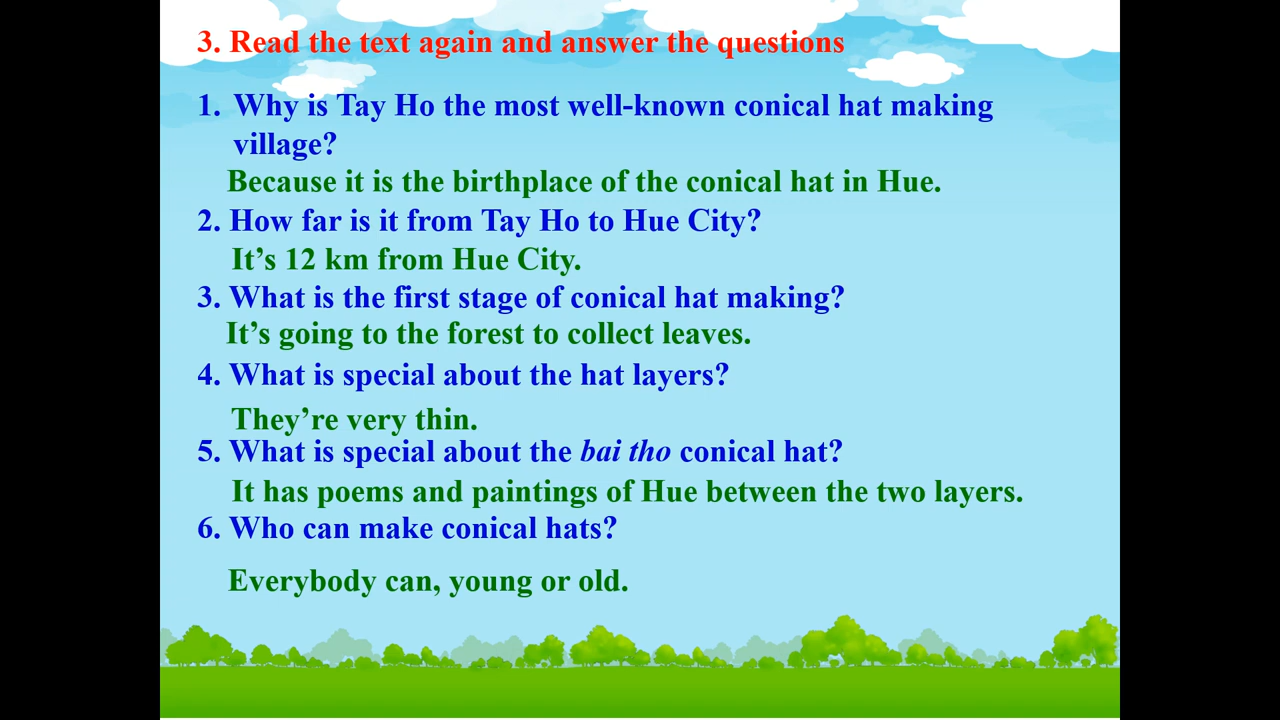 3. Read the text again and answer the questions
1. Why is Tay Ho the most well-known conical hat making
village?
Because it is the birthplace of the conical hat in Hue.
2. How far is it from Tay Ho to Hue City?
It’s 12 km from Hue City.
3. What is the first stage of conical hat making?
It’s going to the forest to collect leaves.
4. What is special about the hat layers?
They’re very thin.
5. What is special about the bai tho conical hat?
It has poems and paintings of Hue between the two layers.
6. Who can make conical hats?
Everybody can, young or old.